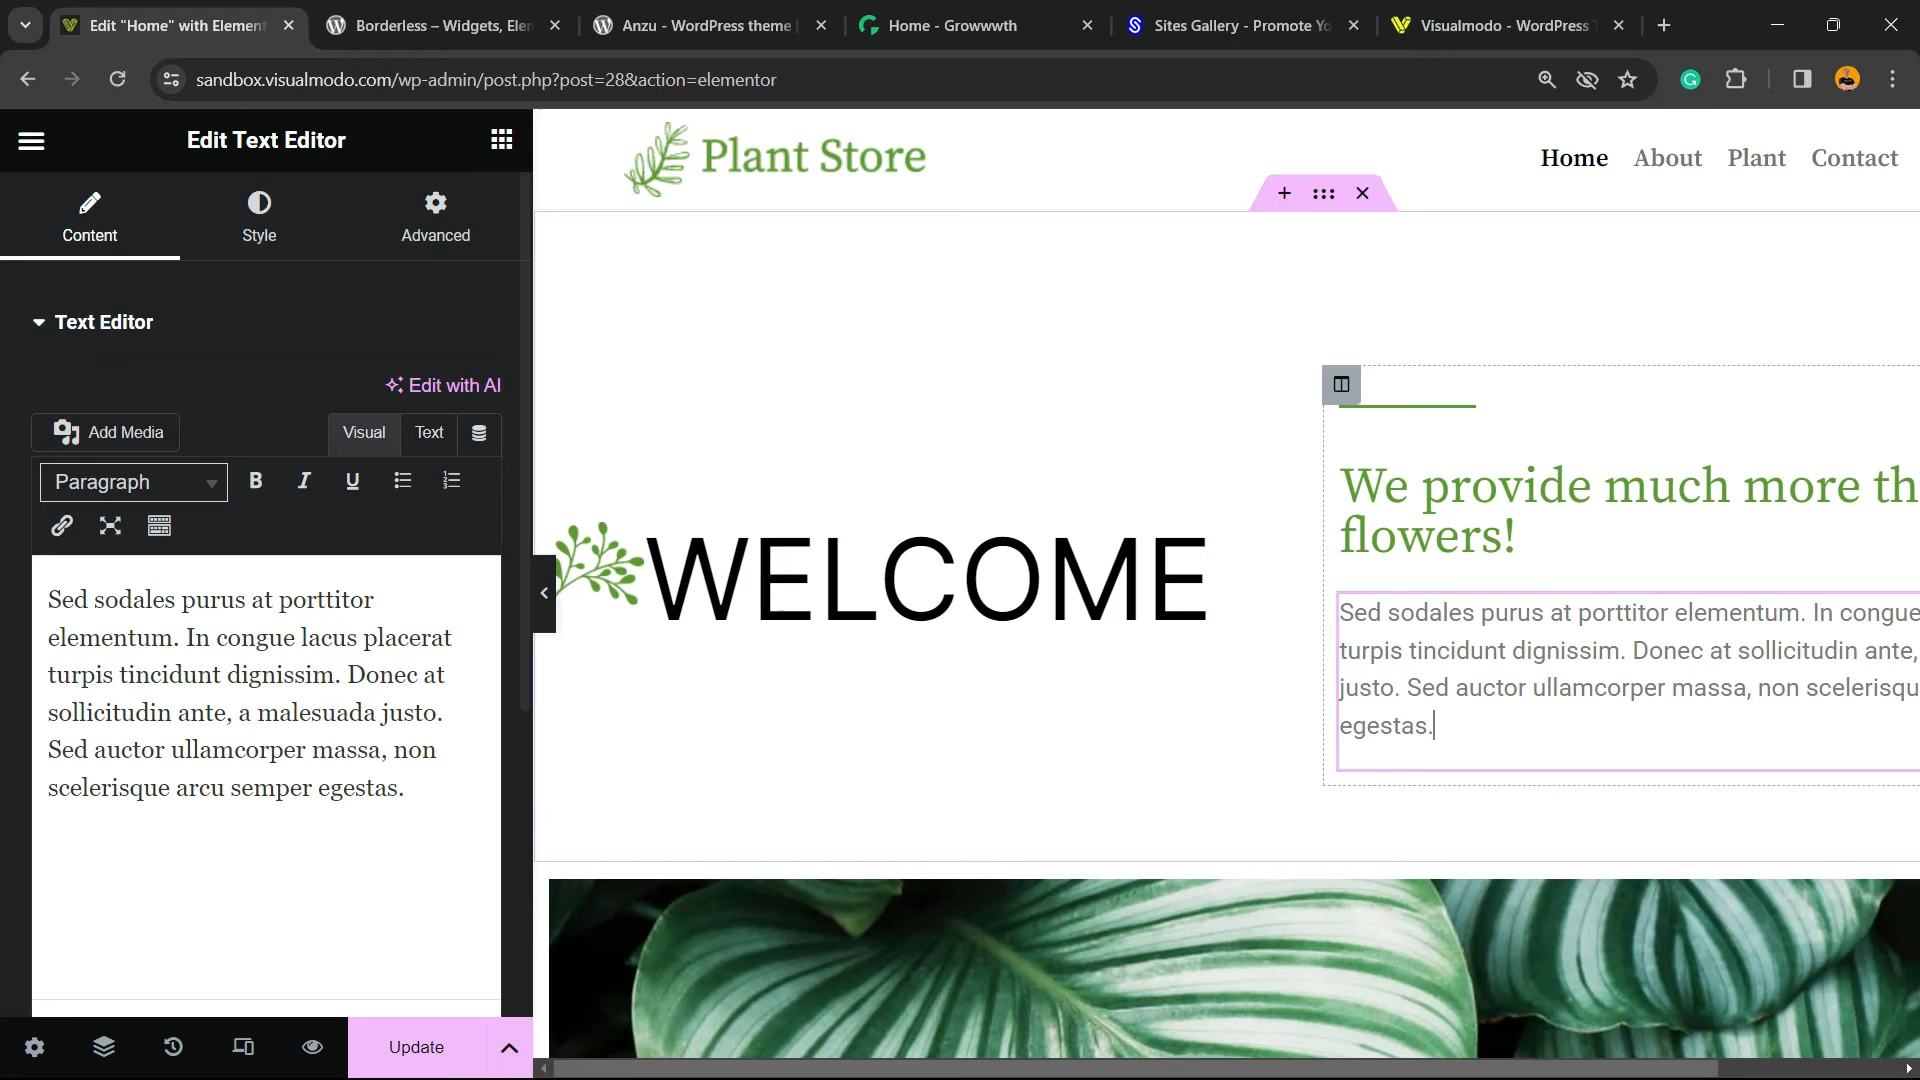 Edit "Home" with Element
Borderless – Widgets, Eler
Anzu - WordPress theme
Home - Growwwth
Sites Gallery - Promote Yo
Visualmodo - WordPress T
sandbox.visualmodo.com/wp-admin/post.php?post=28&action=elementor
Edit Text Editor
Content
Style
Advanced
Text Editor
Edit with AI
Add Media
Visual
Text
Paragraph
B
I
U
Sed sodales purus at porttitor
elementum. In congue lacus placerat
turpis tincidunt dignissim. Donec at
sollicitudin ante, a malesuada justo.
Sed auctor ullamcorper massa, non
scelerisque arcu semper egestas.
Update
Plant Store
Home
About
Plant
Contact
WELCOME
We provide much more th
flowers!
Sed sodales purus at porttitor elementum. In congue
turpis tincidunt dignissim. Donec at sollicitudin ante,
justo. Sed auctor ullamcorper massa, non scelerisqu
egestas.